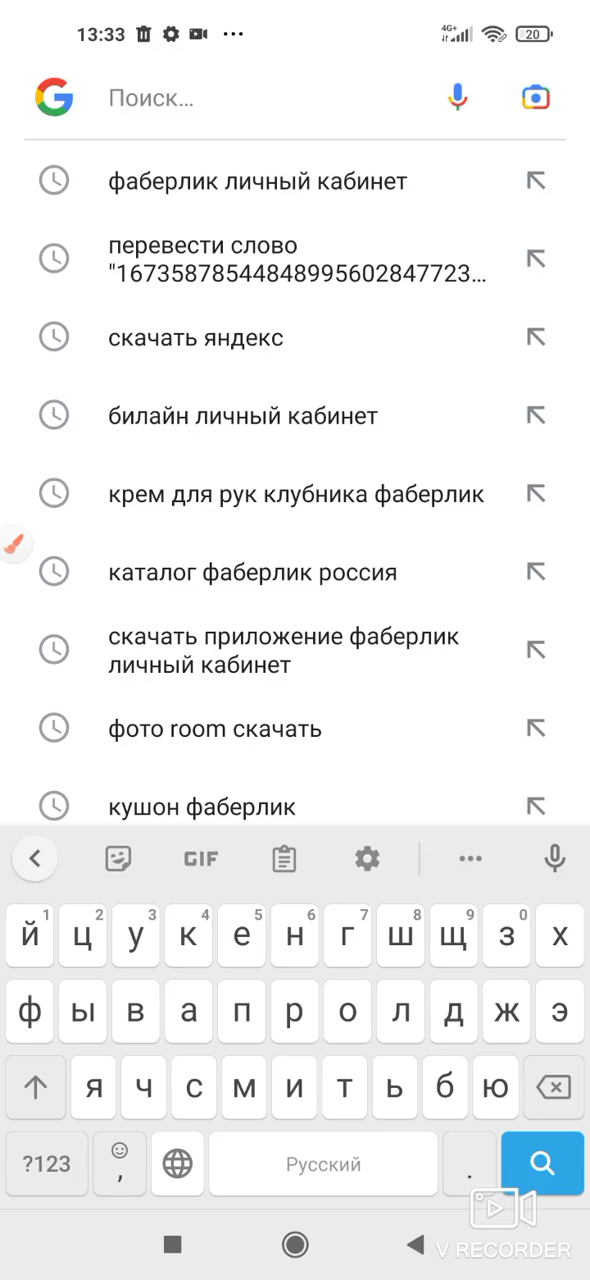 13:33 ... 4G+ 20
Поиск...
фаберлик личный кабинет
перевести слово
"16735878544848995602847723...
скачать яндекс
билайн личный кабинет
крем для рук клубника фаберлик
каталог фаберлик россия
скачать приложение фаберлик
личный кабинет
фото room скачать
кушон фаберлик
GIF
й 1 ц 2 у 3 к 4 е 5 н 6 г 7 ш 8 щ 9 з 0 х
ф ы в а п р о л д ж э
я ч с м и т ь б ю
?123 , Русский .
V RECORDER